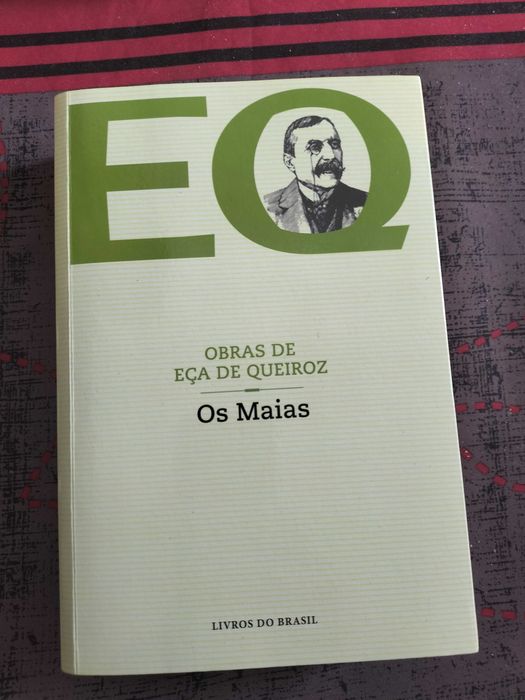 EQ
OBRAS DE
EÇA DE QUEIROZ
Os Maias
LIVROS DO BRASIL